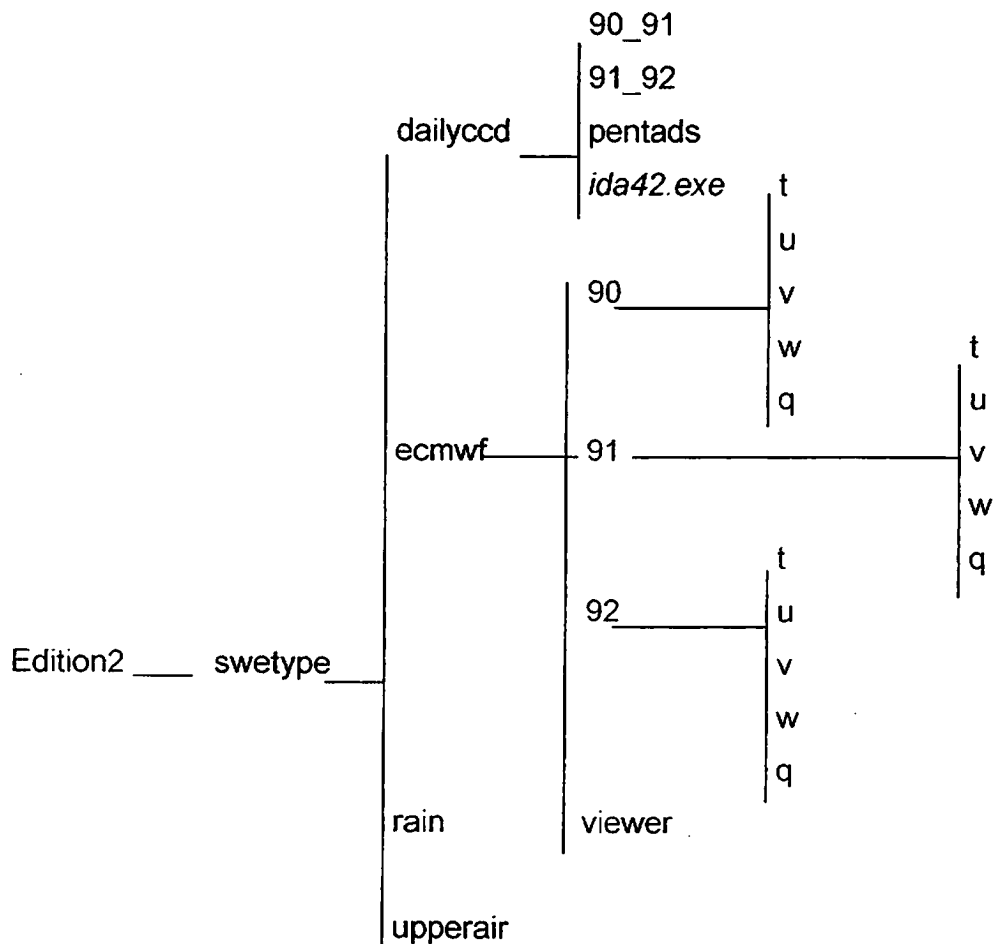 90_91
91_92
dailyccd pentads
ida42.exe t
u
90 v
w t
q u
ecmwf 91 v
w
t q
92 u
Edition2 swetype v
w
q
rain viewer
upperair